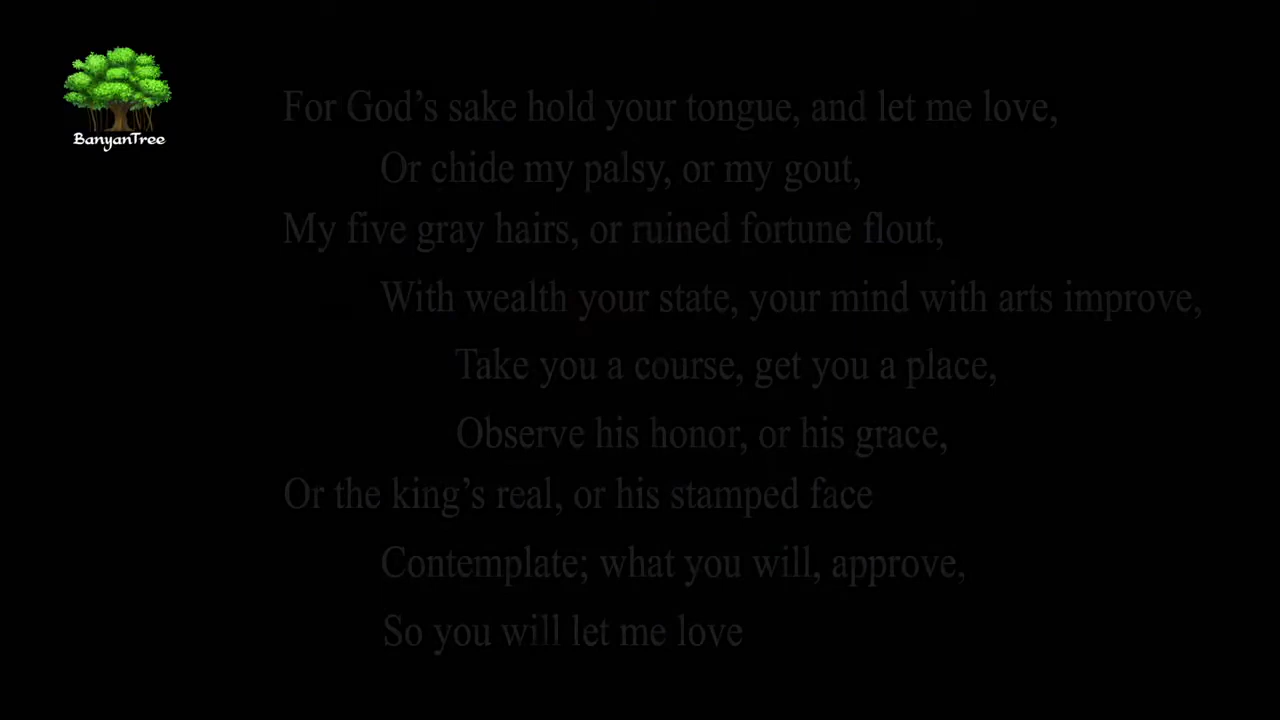 BanyanTree
For God’s sake hold your tongue, and let me love,
Or chide my palsy, or my gout,
My five gray hairs, or ruined fortune flout,
With wealth your state, your mind with arts improve,
Take you a course, get you a place,
Observe his honor, or his grace,
Or the king’s real, or his stamped face
Contemplate; what you will, approve,
So you will let me love